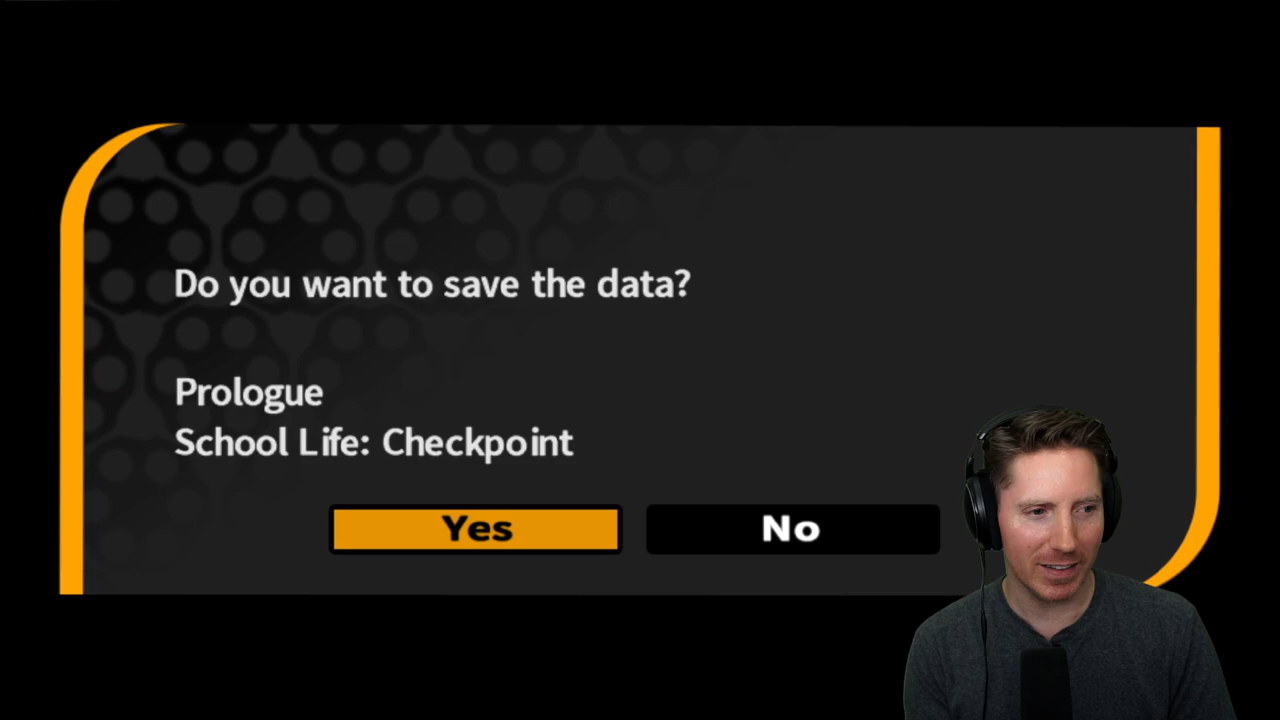 Do you want to save the data?
Prologue
School Life: Checkpoint
Yes
No